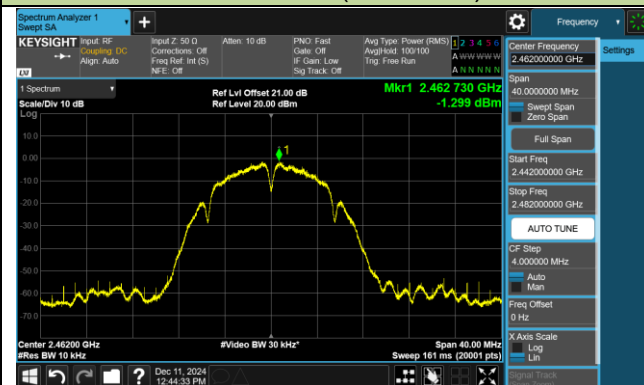 Spectrum Analyzer 1
Swept SA
Frequency
Settings
KEYSIGHT
Input: RF
Coupling: DC
Align: Auto
Input Z: 50 Ω
Corrections: Off
Freq Ref: Int (S)
NFE: Off
Atten: 10 dB
PNO: Fast
Gate: Off
IF Gain: Low
Sig Track: Off
Avg Type: Power (RMS)
Avg|Hold: 100/100
Trig: Free Run
1 2 3 4 5 6
A W W W W W
A N N N N N
LXI
1 Spectrum
Scale/Div 10 dB
Log
Ref Lvl Offset 21.00 dB
Ref Level 20.00 dBm
Mkr1 2.462 730 GHz
-1.299 dBm
1
10.0
0.00
-10.0
-20.0
-30.0
-40.0
-50.0
-60.0
-70.0
Center 2.46200 GHz
#Res BW 10 kHz
#Video BW 30 kHz*
Span 40.00 MHz
Sweep 161 ms (20001 pts)
Dec 11, 2024
12:44:33 PM
?
Center Frequency
2.462000000 GHz
Span
40.0000000 MHz
Swept Span
Zero Span
Full Span
Start Freq
2.442000000 GHz
Stop Freq
2.482000000 GHz
AUTO TUNE
CF Step
4.000000 MHz
Auto
Man
Freq Offset
0 Hz
X Axis Scale
Log
Lin
Signal Track